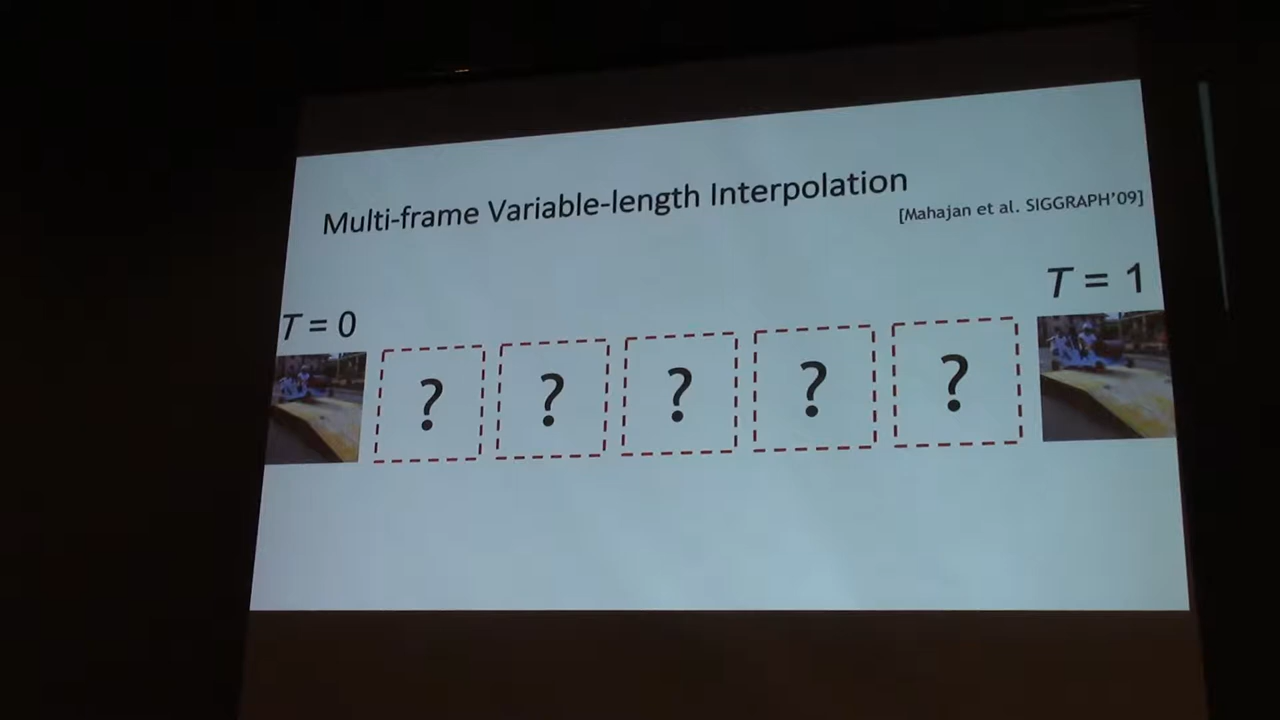 Multi-frame Variable-length Interpolation
[Mahajan et al. SIGGRAPH'09]
T = 0
T = 1
? ? ? ? ?